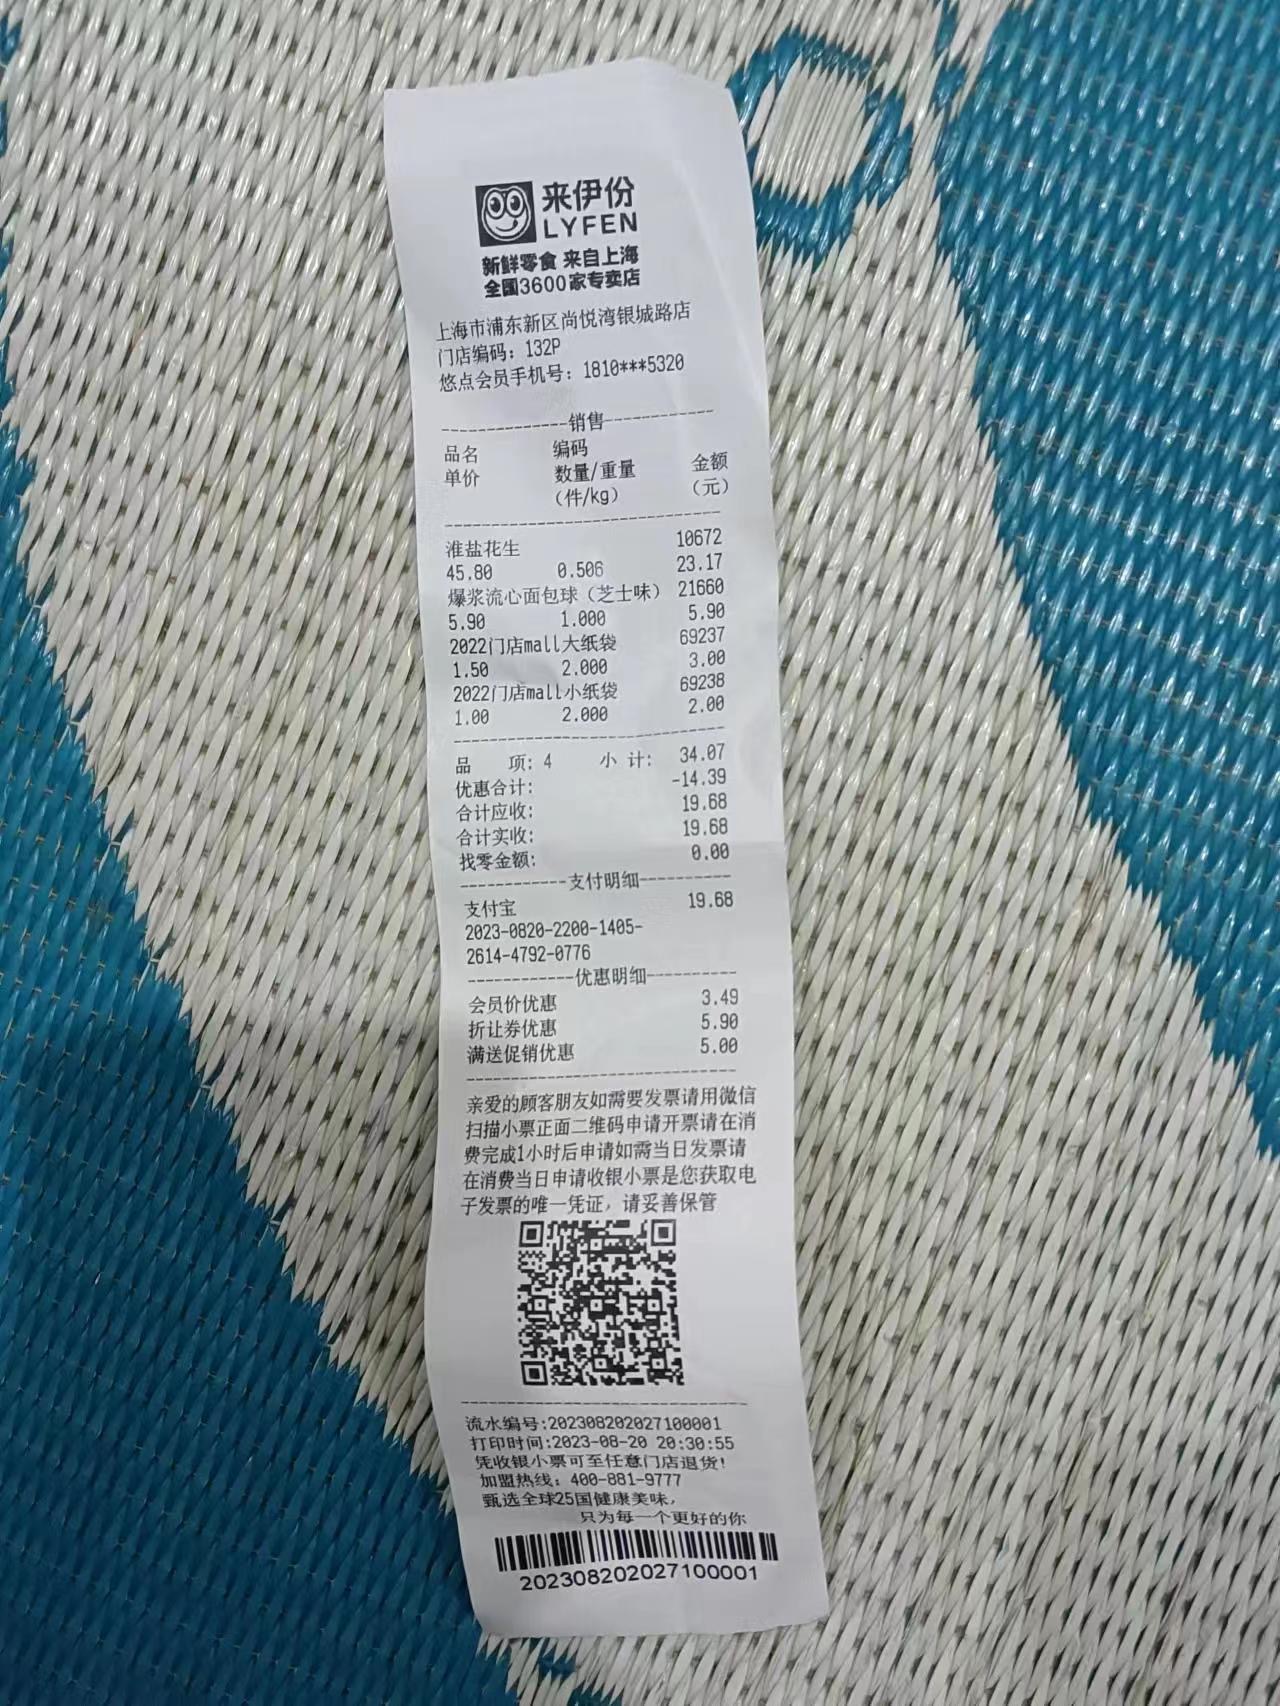 来伊份
LYFEN
新鲜零食 来自上海
全国3600家专卖店
上海市浦东新区尚悦湾银城路店
门店编码：132P
悠点会员手机号：1810***5320
--------------销售------------
品名 编码
单价 数量/重量 金额
（件/kg） （元）
淮盐花生 10672
45.80 0.506 23.17
爆浆流心面包球（芝士味） 21660
5.90 1.000 5.90
2022门店mall大纸袋 69237
1.50 2.000 3.00
2022门店mall小纸袋 69238
1.00 2.000 2.00
品 项: 4 小 计: 34.07
优惠合计: -14.39
合计应收: 19.68
合计实收: 19.68
找零金额: 0.00
------------支付明细----------
支付宝 19.68
2023-0820-2200-1405-
2614-4792-0776
------------优惠明细----------
会员价优惠 3.49
折让券优惠 5.90
满送促销优惠 5.00
亲爱的顾客朋友如需要发票请用微信
扫描小票正面二维码申请开票请在消
费完成1小时后申请如需当日发票请
在消费当日申请收银小票是您获取电
子发票的唯一凭证，请妥善保管
流水编号:202308202027100001
打印时间:2023-08-20 20:30:55
凭收银小票可至任意门店退货!
加盟热线: 400-881-9777
甄选全球25国健康美味,
只为每一个更好的你
202308202027100001